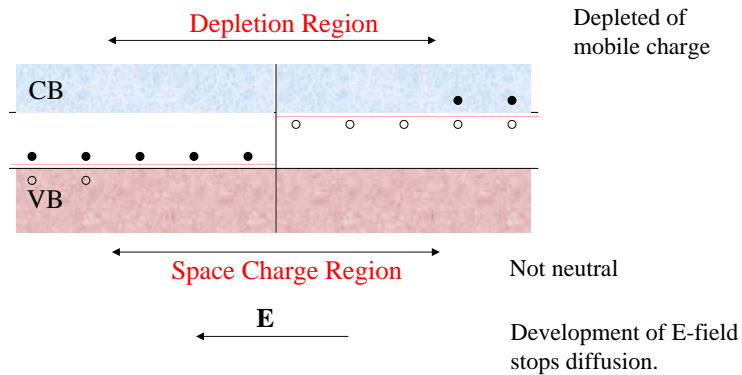 Depletion Region
Depleted of
mobile charge
CB
VB
Space Charge Region
Not neutral
E
Development of E-field
stops diffusion.